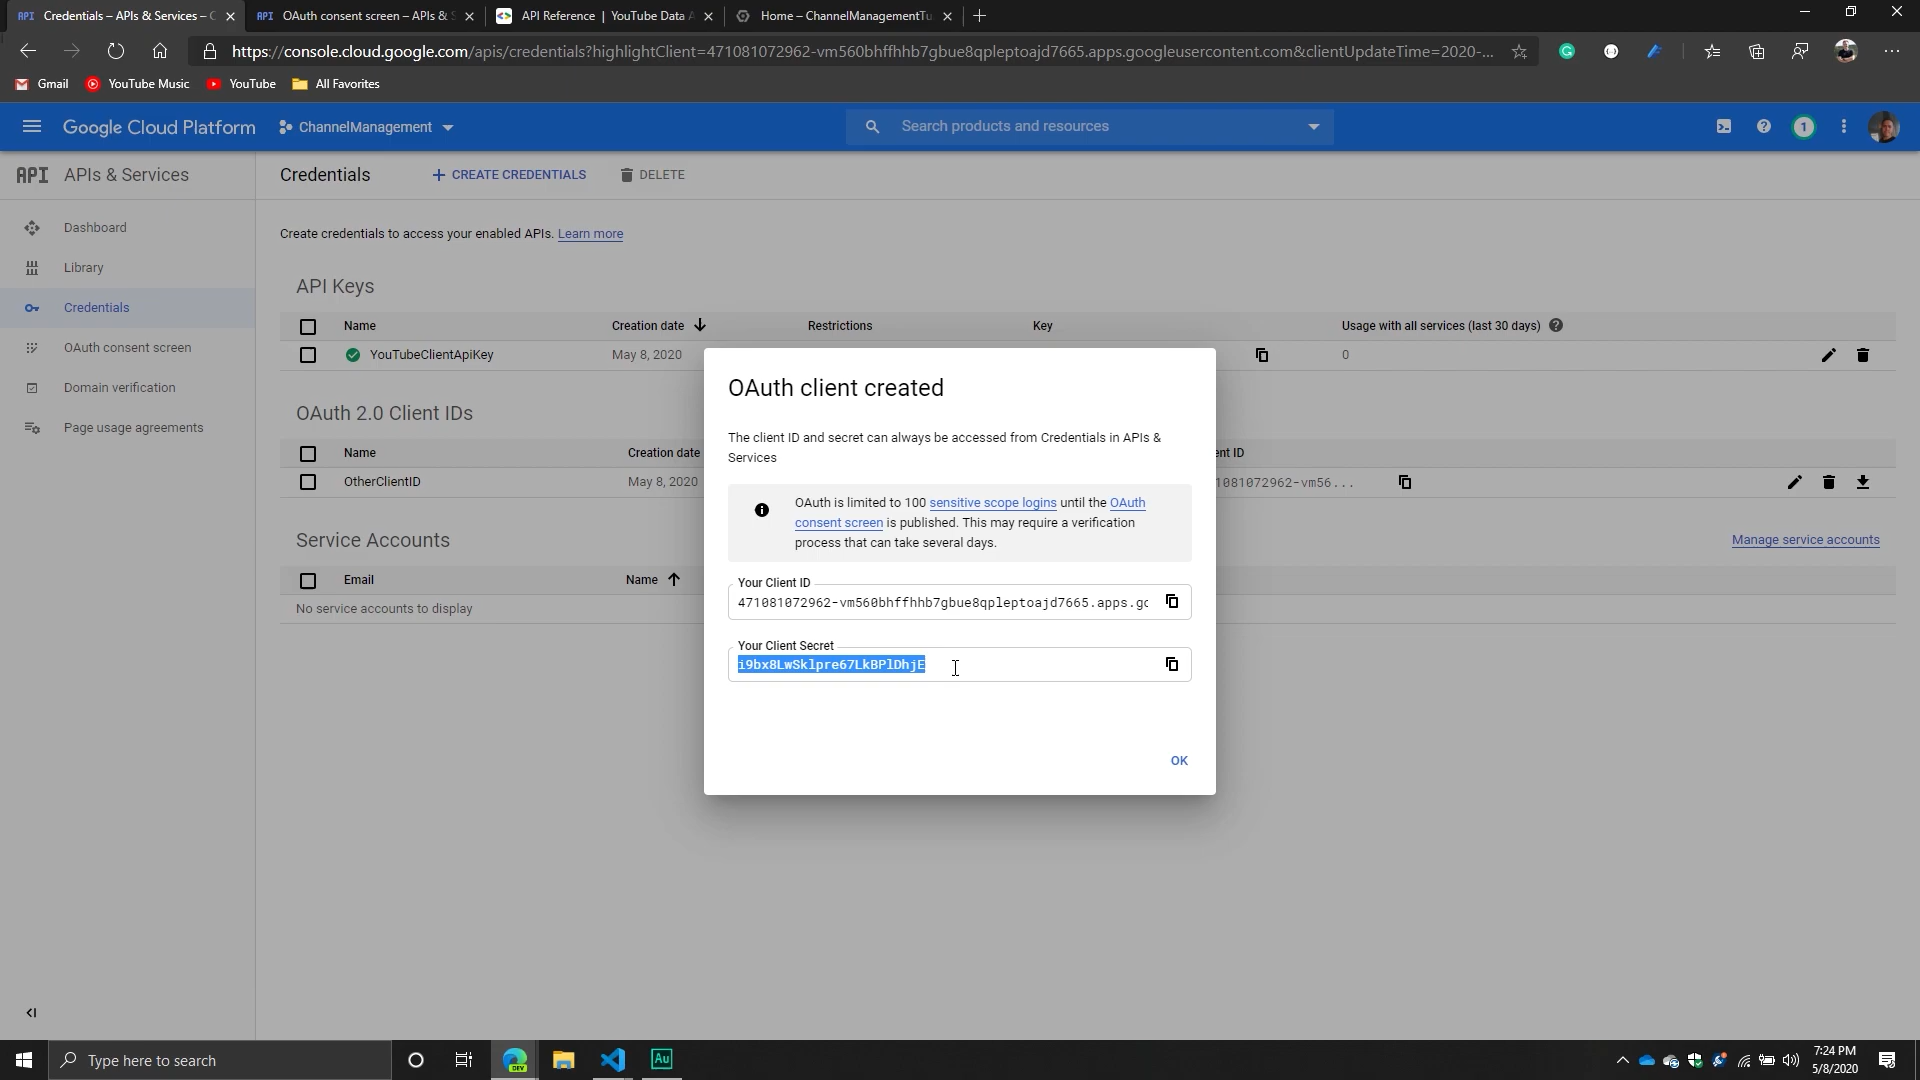 Credentials – APIs & Services – C
OAuth consent screen – APIs & S
API Reference | YouTube Data A
Home – ChannelManagementTu
https://console.cloud.google.com/apis/credentials?highlightClient=471081072962-vm560bhffhhb7gbue8qpleptoajd7665.apps.googleusercontent.com&clientUpdateTime=2020-...
Gmail
YouTube Music
YouTube
All Favorites
Google Cloud Platform
ChannelManagement
Search products and resources
1
API APIs & Services
Credentials
CREATE CREDENTIALS
DELETE
Dashboard
Library
Credentials
OAuth consent screen
Domain verification
Page usage agreements
Create credentials to access your enabled APIs. Learn more
API Keys
Name Creation date Restrictions Key Usage with all services (last 30 days)
YouTubeClientApiKey May 8, 2020 0
OAuth 2.0 Client IDs
Name Creation date ent ID
OtherClientID May 8, 2020 1081072962-vm56...
Service Accounts
Manage service accounts
Email Name
No service accounts to display
OAuth client created
The client ID and secret can always be accessed from Credentials in APIs &
Services
OAuth is limited to 100 sensitive scope logins until the OAuth
consent screen is published. This may require a verification
process that can take several days.
Your Client ID
471081072962-vm560bhffhhb7gbue8qpleptoajd7665.apps.go
Your Client Secret
i9bx8LwSklpre67LkBPlDhjE
OK
Type here to search
DEV
Au
7:24 PM
5/8/2020